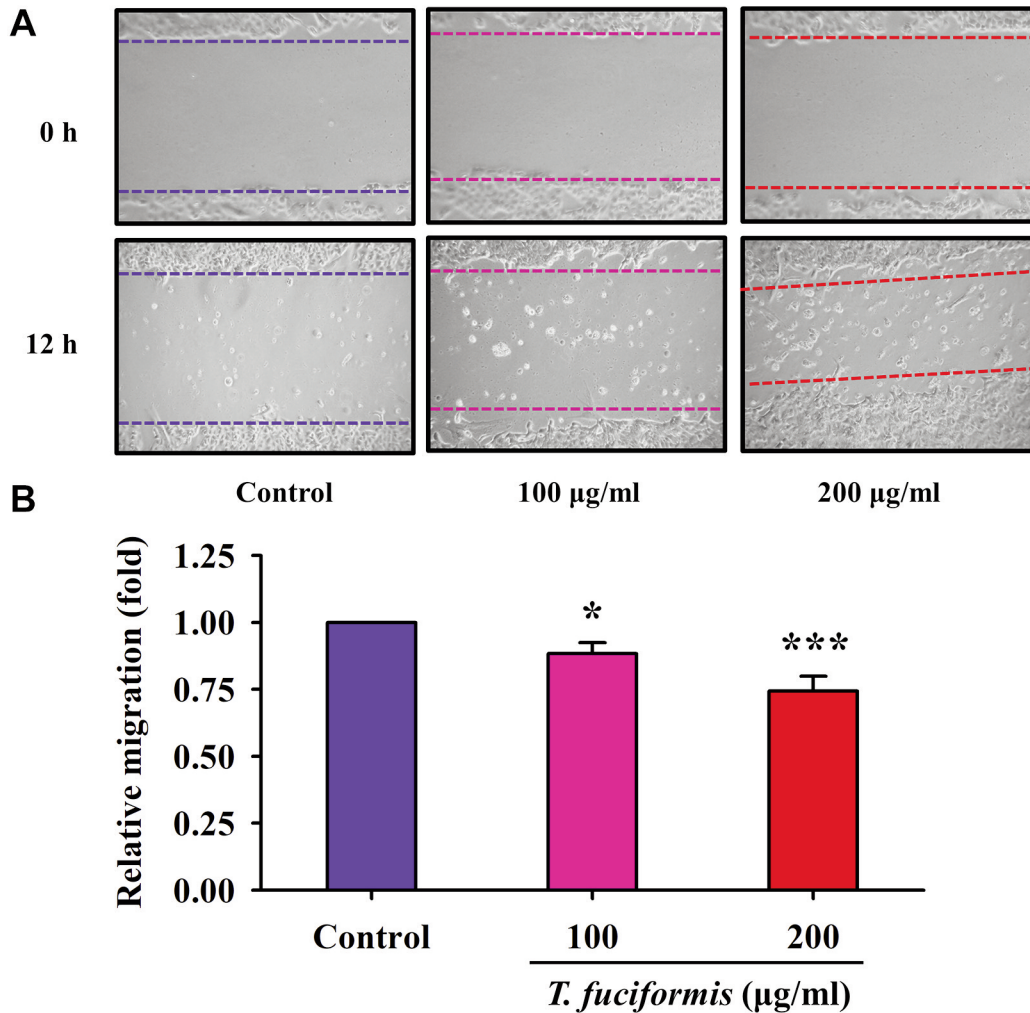 A
0 h
12 h
Control
100 µg/ml
200 µg/ml
B
Relative migration (fold)
1.25
1.00
0.75
0.50
0.25
0.00
*
***
Control
100
200
T. fuciformis (µg/ml)